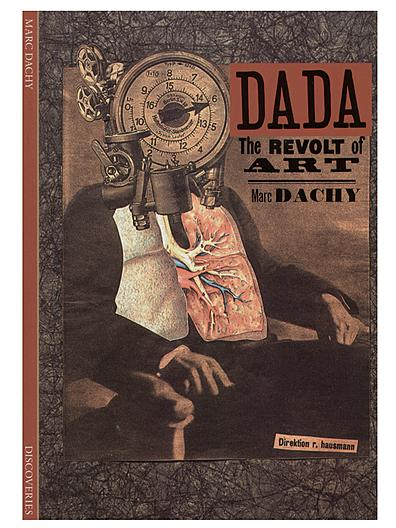 MARC DACHY
DISCOVERIES
DADA
The REVOLT of
ART
Marc DACHY
Direktion r. hausmann